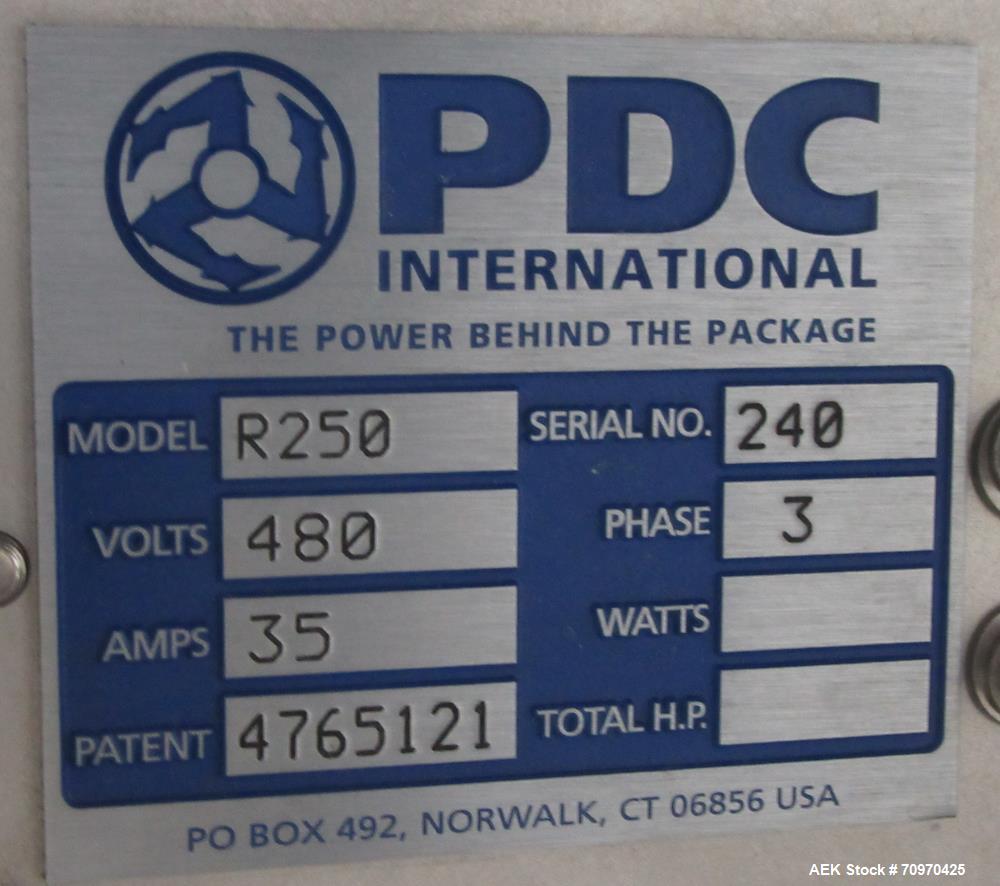 PDC
INTERNATIONAL
THE POWER BEHIND THE PACKAGE
MODEL R250 SERIAL NO. 240
VOLTS 480 PHASE 3
AMPS 35 WATTS
PATENT 4765121 TOTAL H.P.
PO BOX 492, NORWALK, CT 06856 USA
AEK Stock # 70970425